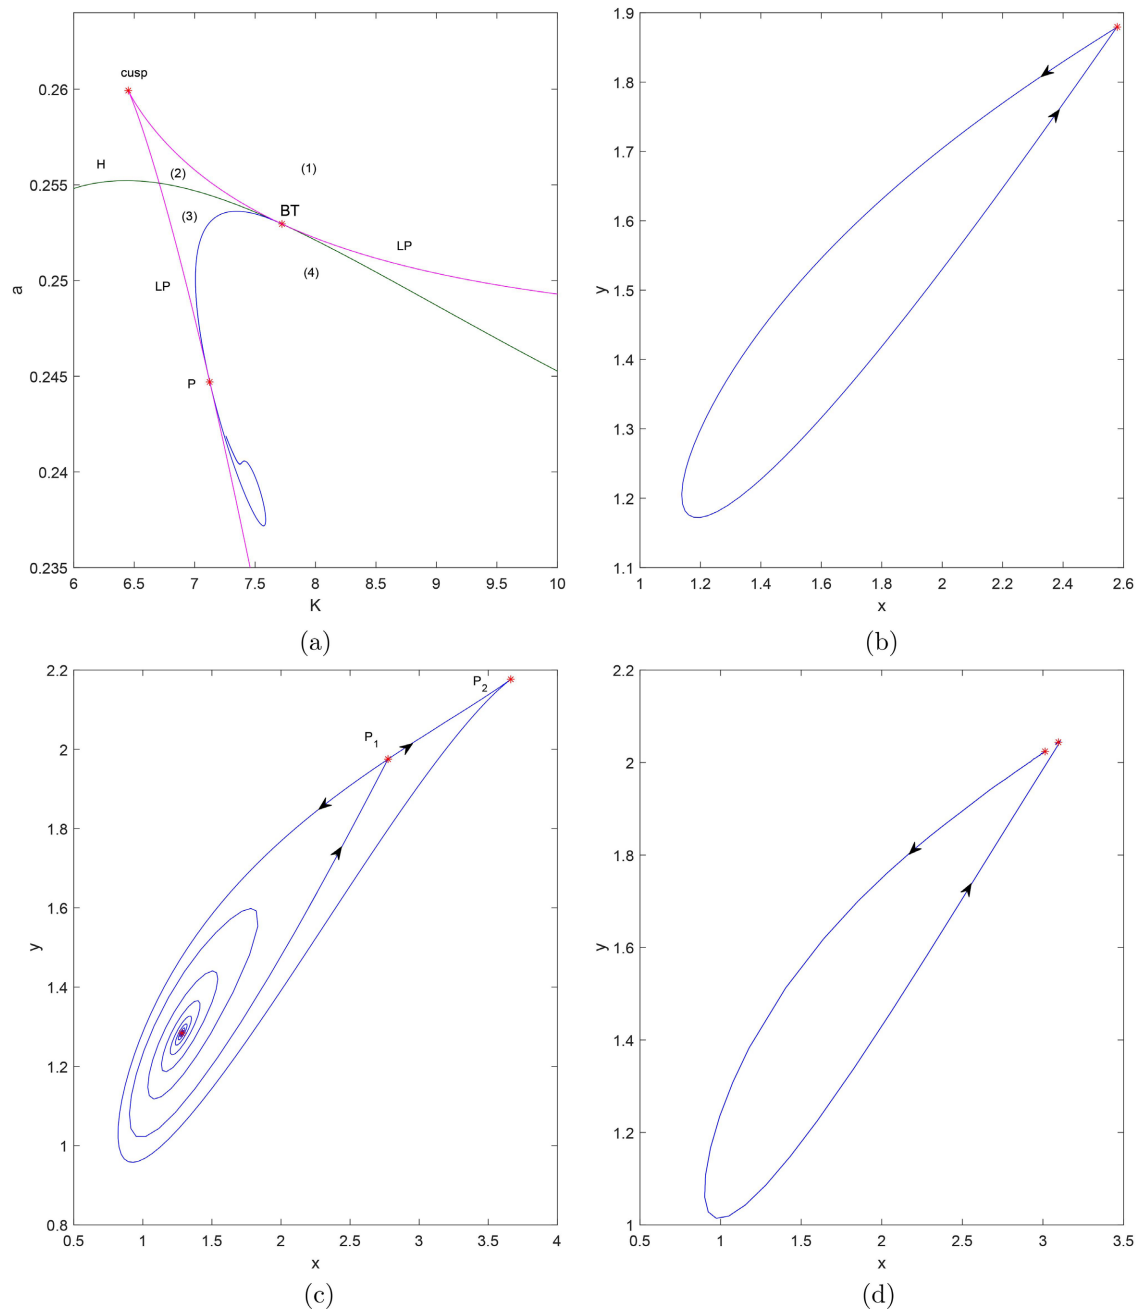 cusp
H
(2)
(1)
(3)
BT
LP
(4)
LP
P
a
0.26
0.255
0.25
0.245
0.24
0.235
6 6.5 7 7.5 8 8.5 9 9.5 10
K
(a)
1.9
1.8
1.7
1.6
1.5
1.4
1.3
1.2
1.1
y
1 1.2 1.4 1.6 1.8 2 2.2 2.4 2.6
x
(b)
2.2
2
1.8
1.6
1.4
1.2
1
0.8
y
P2
P1
0.5 1 1.5 2 2.5 3 3.5 4
x
(c)
2.2
2
1.8
1.6
1.4
1.2
1
y
0.5 1 1.5 2 2.5 3 3.5
x
(d)